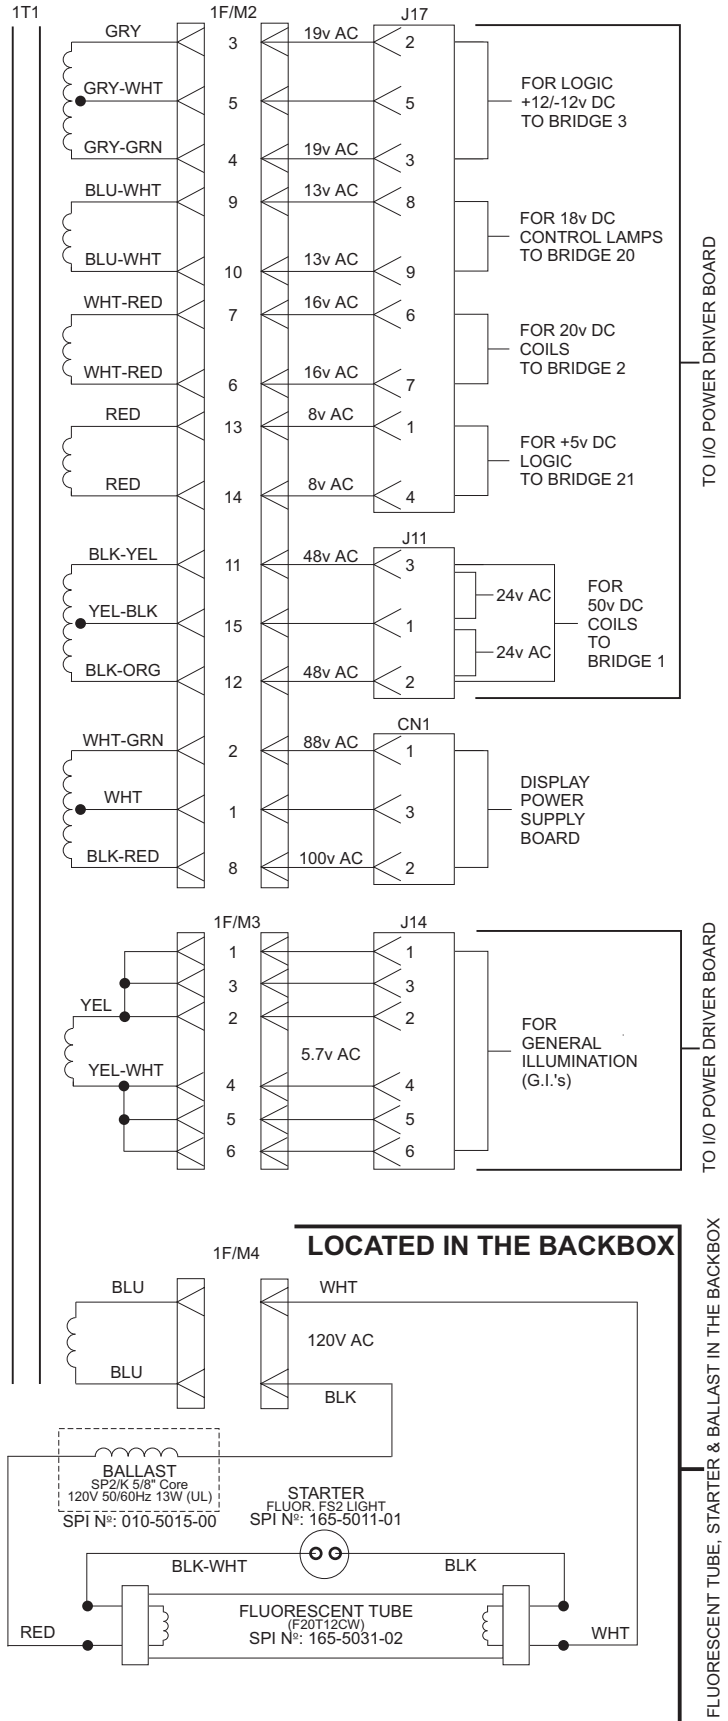 1T1
1F/M2
J17
GRY
3
19v AC
2
GRY-WHT
5
5
FOR LOGIC
+12/-12v DC
TO BRIDGE 3
GRY-GRN
4
19v AC
3
BLU-WHT
9
13v AC
8
FOR 18v DC
CONTROL LAMPS
TO BRIDGE 20
BLU-WHT
10
13v AC
9
WHT-RED
7
16v AC
6
FOR 20v DC
COILS
TO BRIDGE 2
WHT-RED
6
16v AC
7
RED
13
8v AC
1
FOR +5v DC
LOGIC
TO BRIDGE 21
RED
14
8v AC
4
TO I/O POWER DRIVER BOARD
J11
BLK-YEL
11
48v AC
3
24v AC
YEL-BLK
15
1
24v AC
FOR
50v DC
COILS
TO
BRIDGE 1
BLK-ORG
12
48v AC
2
CN1
WHT-GRN
2
88v AC
1
WHT
1
3
DISPLAY
POWER
SUPPLY
BOARD
BLK-RED
8
100v AC
2
1F/M3
J14
1
1
3
3
YEL
2
2
5.7v AC
FOR
GENERAL
ILLUMINATION
(G.I.'s)
YEL-WHT
4
4
5
5
6
6
TO I/O POWER DRIVER BOARD
LOCATED IN THE BACKBOX
1F/M4
BLU
WHT
120V AC
BLU
BLK
BALLAST
SP2/K 5/8" Core
120V 50/60Hz 13W (UL)
SPI Nº: 010-5015-00
STARTER
FLUOR. FS2 LIGHT
SPI Nº: 165-5011-01
BLK-WHT
BLK
RED
FLUORESCENT TUBE
(F20T12CW)
SPI Nº: 165-5031-02
WHT
FLUORESCENT TUBE, STARTER & BALLAST IN THE BACKBOX